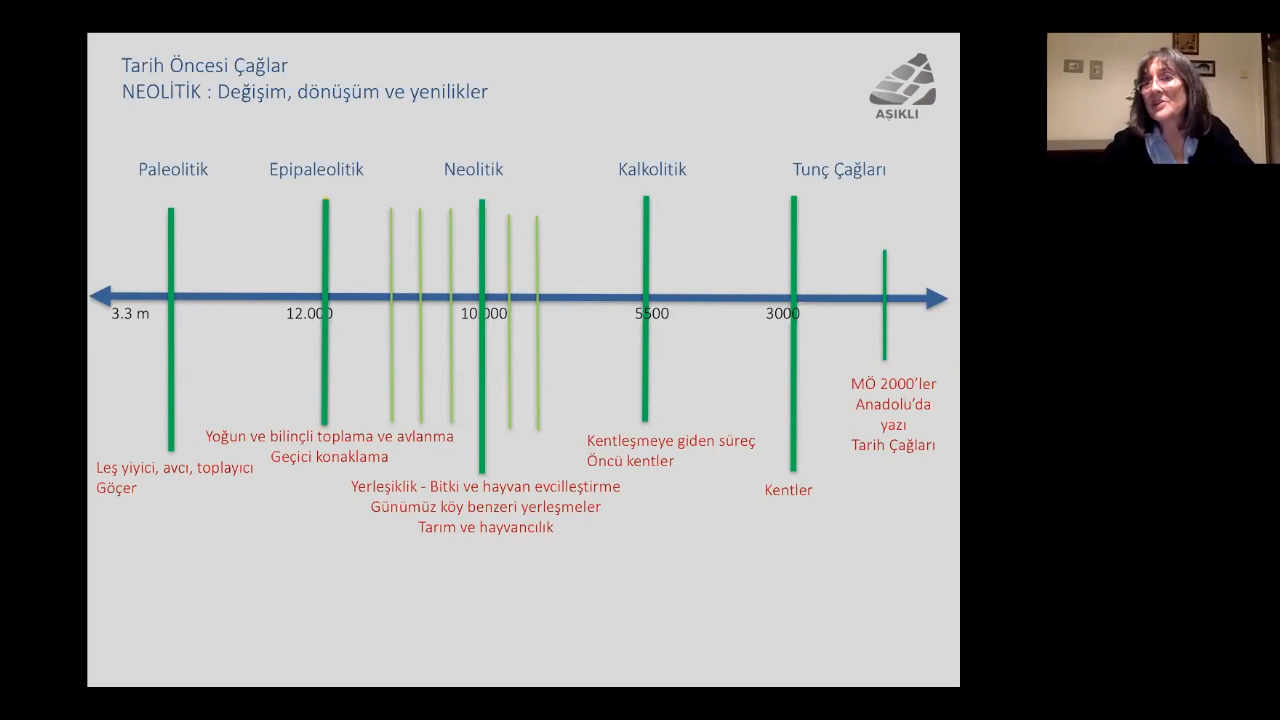 Tarih Öncesi Çağlar
NEOLİTİK : Değişim, dönüşüm ve yenilikler
AŞIKLI
Paleolitik
Epipaleolitik
Neolitik
Kalkolitik
Tunç Çağları
3.3 m
12.000
10.000
5500
3000
Leş yiyici, avcı, toplayıcı
Göçer
Yoğun ve bilinçli toplama ve avlanma
Geçici konaklama
Yerleşiklik - Bitki ve hayvan evcilleştirme
Günümüz köy benzeri yerleşmeler
Tarım ve hayvancılık
Kentleşmeye giden süreç
Öncü kentler
Kentler
MÖ 2000’ler
Anadolu’da
yazı
Tarih Çağları